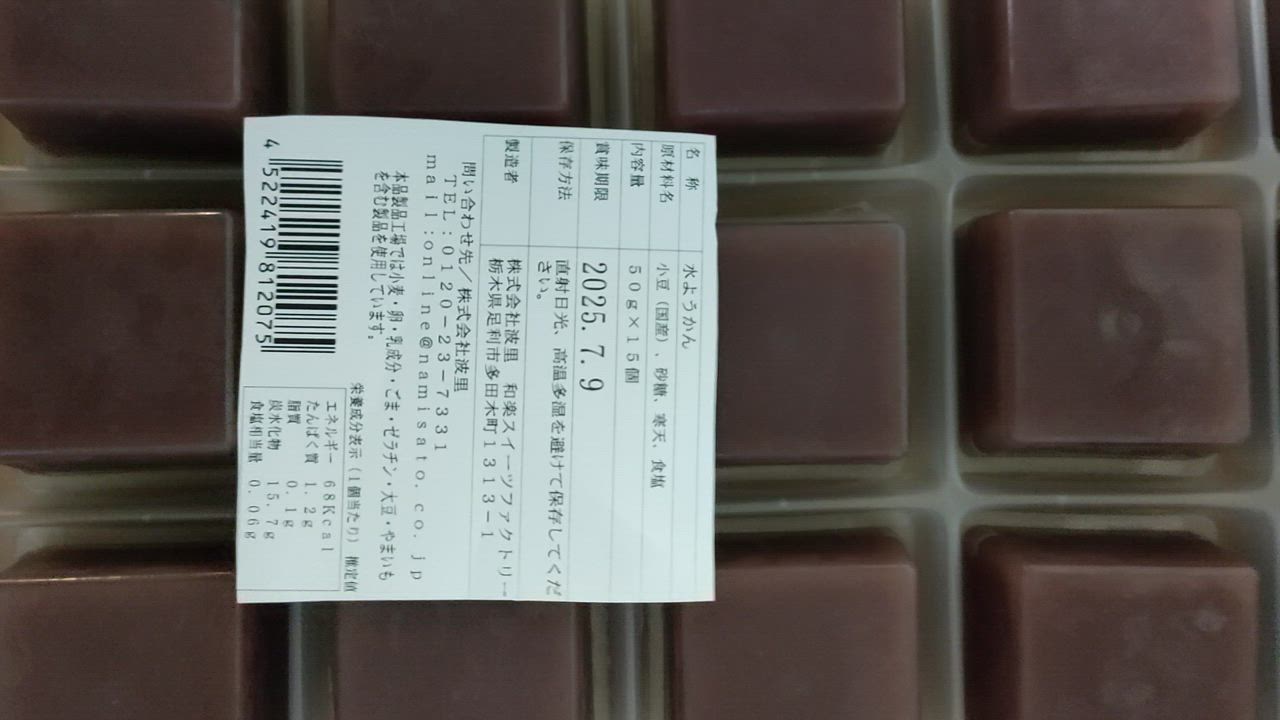 名 称 水ようかん
原材料名 小豆（国産）、砂糖、寒天、食塩
内容量 50g×15個
賞味期限 2025.7.9
保存方法 直射日光、高温多湿を避けて保存してくだ
さい。
製造者 株式会社波里 和楽スイーツファクトリー
栃木県足利市多田木町1313-1
問い合わせ先／株式会社波里
TEL:0120-23-7331
mail:online@namisato.co.jp
本品製品工場では小麦・卵・乳成分・ごま・ゼラチン・大豆・やまいも
を含む製品を使用しています。
栄養成分表示（1個当たり）推定値
エネルギー 68Kcal
たんぱく質 1.2g
脂質 0.1g
炭水化物 15.7g
食塩相当量 0.06g
4 522419 812075